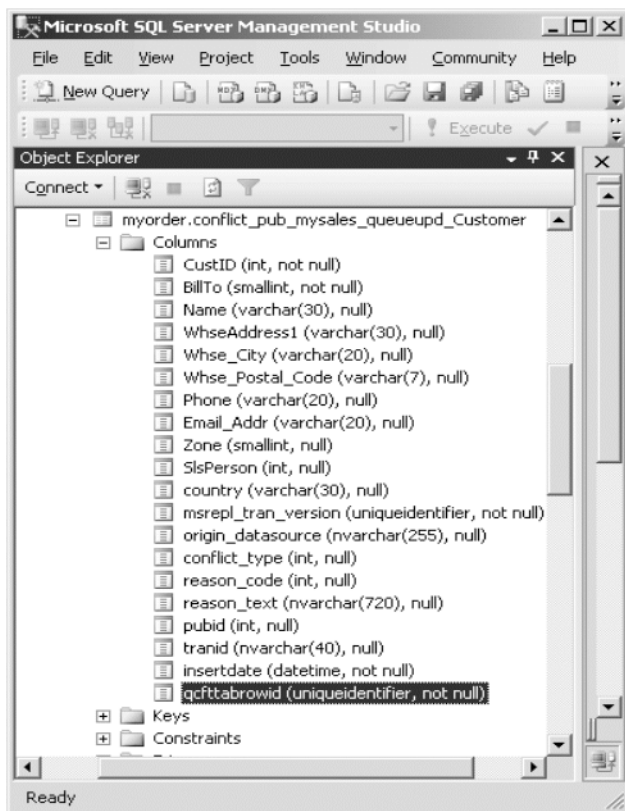 Microsoft SQL Server Management Studio
File Edit View Project Tools Window Community Help
New Query
Execute
Object Explorer
Connect
myorder.conflict_pub_mysales_queueupd_Customer
Columns
CustID (int, not null)
BillTo (smallint, not null)
Name (varchar(30), null)
WhseAddress1 (varchar(30), null)
Whse_City (varchar(20), null)
Whse_Postal_Code (varchar(7), null)
Phone (varchar(20), null)
Email_Addr (varchar(20), null)
Zone (smallint, null)
SlsPerson (int, null)
country (varchar(30), null)
msrepl_tran_version (uniqueidentifier, not null)
origin_datasource (nvarchar(255), null)
conflict_type (int, null)
reason_code (int, null)
reason_text (nvarchar(720), null)
pubid (int, null)
tranid (nvarchar(40), null)
insertdate (datetime, not null)
qcfttabrowid (uniqueidentifier, not null)
Keys
Constraints
Ready